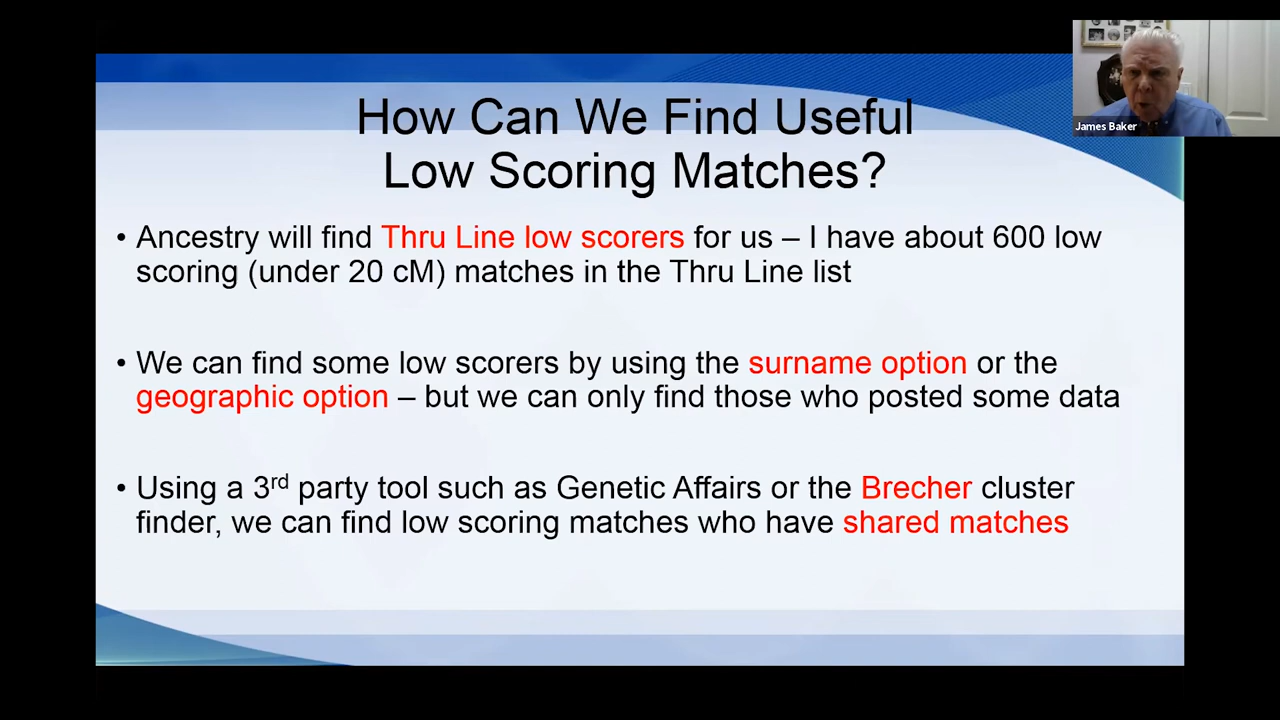 How Can We Find Useful
Low Scoring Matches?
James Baker
• Ancestry will find Thru Line low scorers for us – I have about 600 low
scoring (under 20 cM) matches in the Thru Line list
• We can find some low scorers by using the surname option or the
geographic option – but we can only find those who posted some data
• Using a 3rd party tool such as Genetic Affairs or the Brecher cluster
finder, we can find low scoring matches who have shared matches